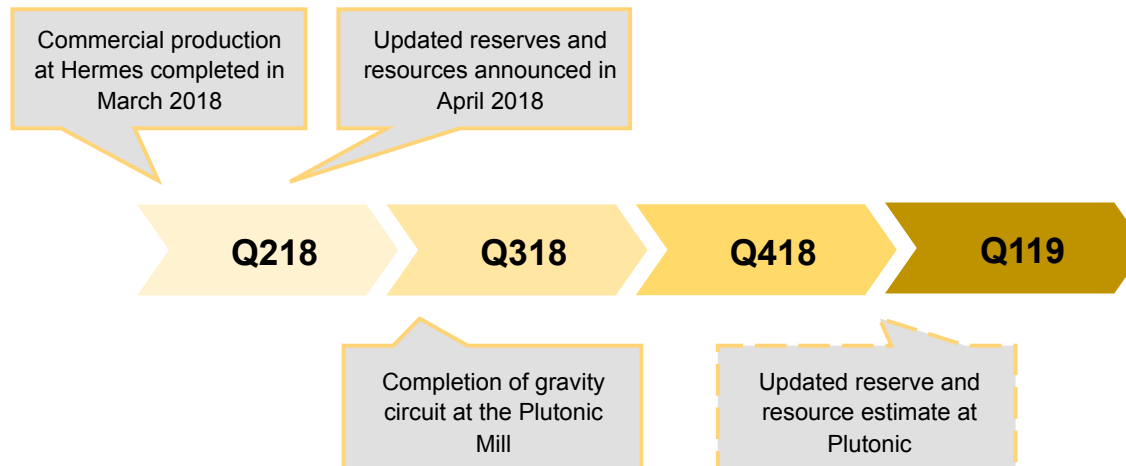 Commercial production
at Hermes completed in
March 2018
Updated reserves and
resources announced in
April 2018
Q218
Q318
Q418
Q119
Completion of gravity
circuit at the Plutonic
Mill
Updated reserve and
resource estimate at
Plutonic